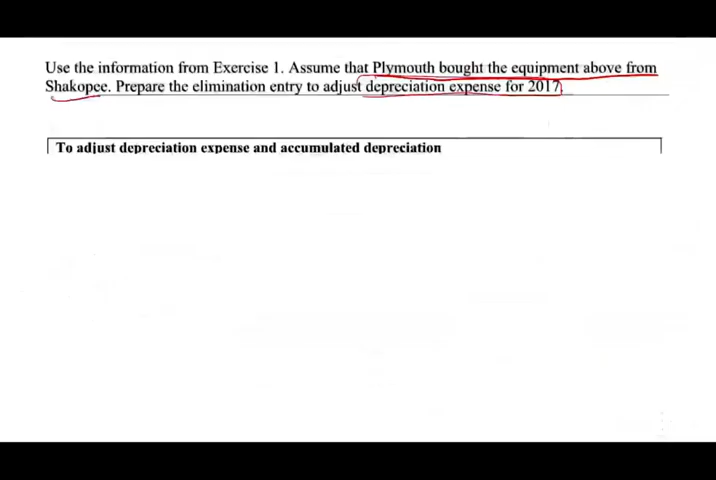 Use the information from Exercise 1. Assume that Plymouth bought the equipment above from
Shakopee. Prepare the elimination entry to adjust depreciation expense for 2017.
To adjust depreciation expense and accumulated depreciation